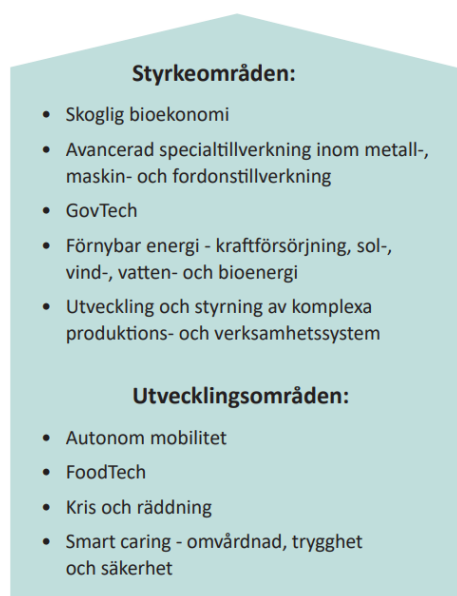 Styrkeområden:
• Skoglig bioekonomi
• Avancerad specialtillverkning inom metall-,
maskin- och fordonstillverkning
• GovTech
• Förnybar energi - kraftförsörjning, sol-,
vind-, vatten- och bioenergi
• Utveckling och styrning av komplexa
produktions- och verksamhetssystem
Utvecklingsområden:
• Autonom mobilitet
• FoodTech
• Kris och räddning
• Smart caring - omvårdnad, trygghet
och säkerhet